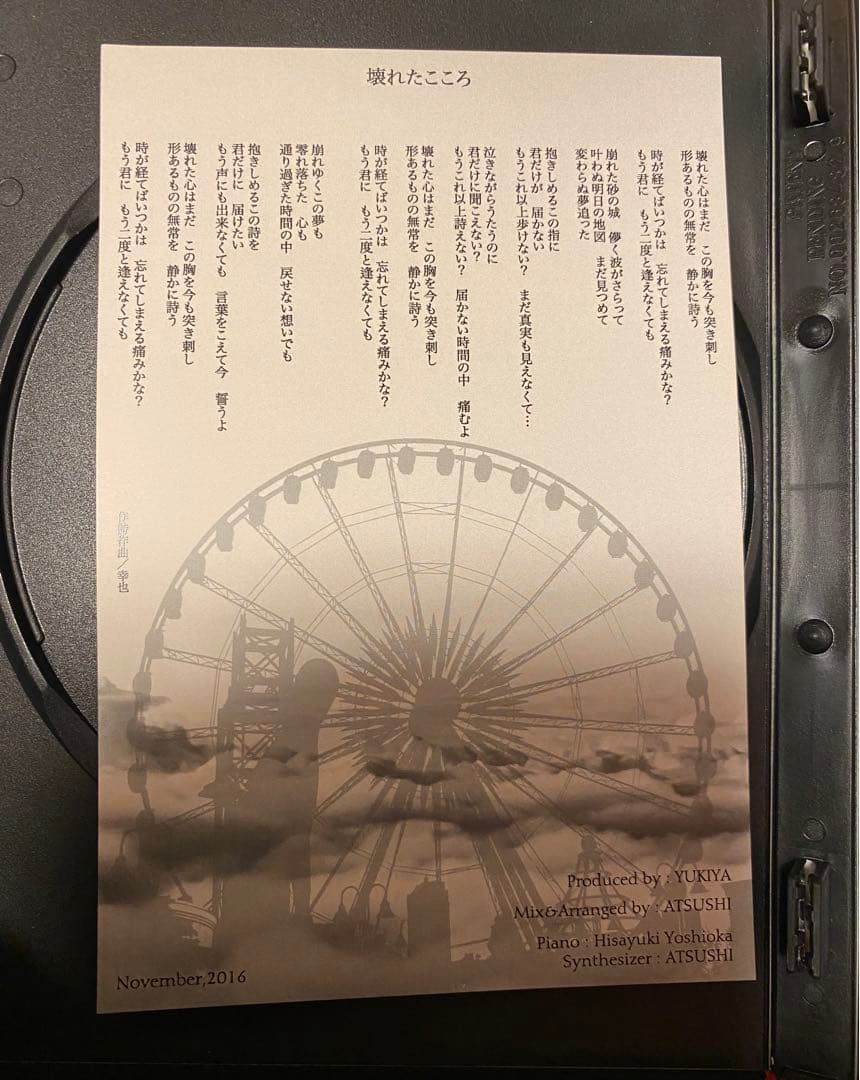 壊れたこころ
壊れた心はまだ　この胸を今も突き刺し
形あるものの無常を　静かに詩う
時が経てばいつかは　忘れてしまえる痛みかな？
もう君に　もう二度と逢えなくても
崩れた砂の城　儚く波がさらって
叶わぬ明日の地図　まだ見つめて
変わらぬ夢追った
抱きしめるこの指に
君だけが　届かない
もうこれ以上歩けない？　まだ真実も見えなくて…
泣きながらうたうのに
君だけに聞こえない？
もうこれ以上詩えない？　届かない時間の中　痛むよ
壊れた心はまだ　この胸を今も突き刺し
形あるものの無常を　静かに詩う
時が経てばいつかは　忘れてしまえる痛みかな？
もう君に　もう二度と逢えなくても
崩れゆくこの夢も
零れ落ちた　心も
通り過ぎた時間の中　戻せない想いでも
抱きしめるこの詩を
君だけに　届けたい
もう声にも出来なくても　言葉をこえて今　誓うよ
壊れた心はまだ　この胸を今も突き刺し
形あるものの無常を　静かに詩う
時が経てばいつかは　忘れてしまえる痛みかな？
もう君に　もう二度と逢えなくても
作詩作曲／幸也
Produced by : YUKIYA
Mix&Arranged by : ATSUSHI
Piano : Hisayuki Yoshioka
Synthesizer : ATSUSHI
November,2016